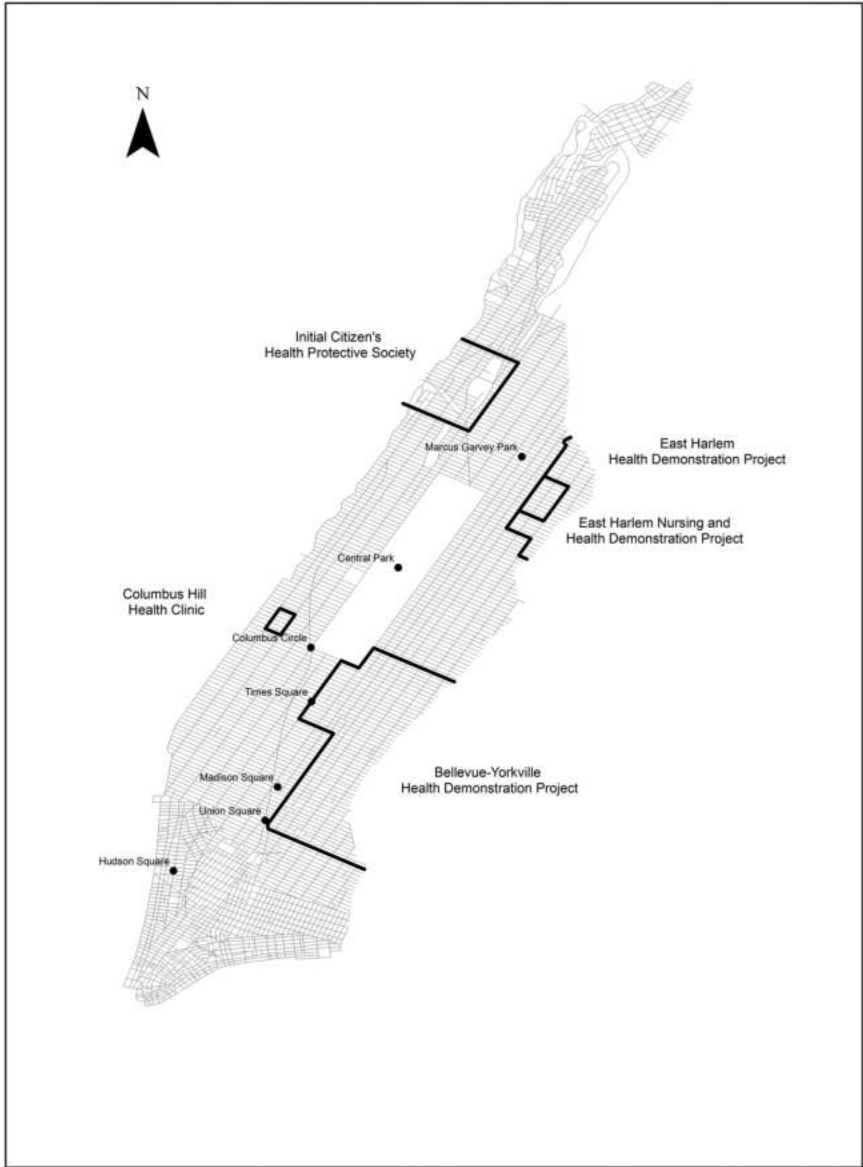 N
Initial Citizen's
Health Protective Society
Marcus Garvey Park
East Harlem
Health Demonstration Project
East Harlem Nursing and
Health Demonstration Project
Central Park
Columbus Hill
Health Clinic
Columbus Circle
Times Square
Madison Square
Bellevue-Yorkville
Health Demonstration Project
Union Square
Hudson Square